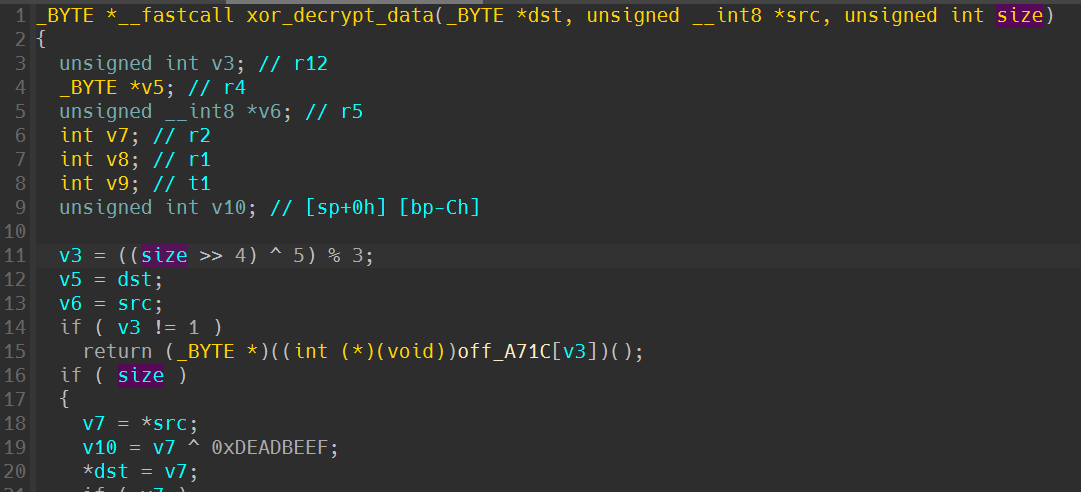 1 _BYTE *__fastcall xor_decrypt_data(_BYTE *dst, unsigned __int8 *src, unsigned int size)
2 {
3   unsigned int v3; // r12
4   _BYTE *v5; // r4
5   unsigned __int8 *v6; // r5
6   int v7; // r2
7   int v8; // r1
8   int v9; // t1
9   unsigned int v10; // [sp+0h] [bp-Ch]
10
11   v3 = ((size >> 4) ^ 5) % 3;
12   v5 = dst;
13   v6 = src;
14   if ( v3 != 1 )
15     return (_BYTE *)((int (*)(void))off_A71C[v3])();
16   if ( size )
17   {
18     v7 = *src;
19     v10 = v7 ^ 0xDEADBEEF;
20     *dst = v7;